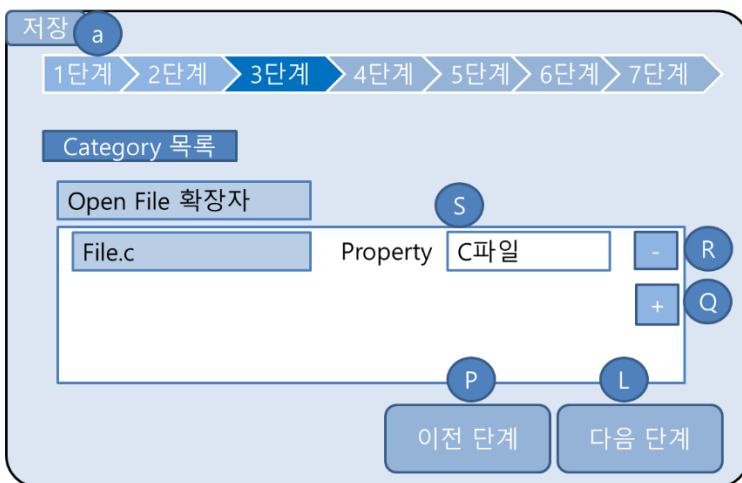 저장 a
1단계 2단계 3단계 4단계 5단계 6단계 7단계
Category 목록
Open File 확장자
S
File.c Property C파일 - R
+ Q
P L
이전 단계 다음 단계